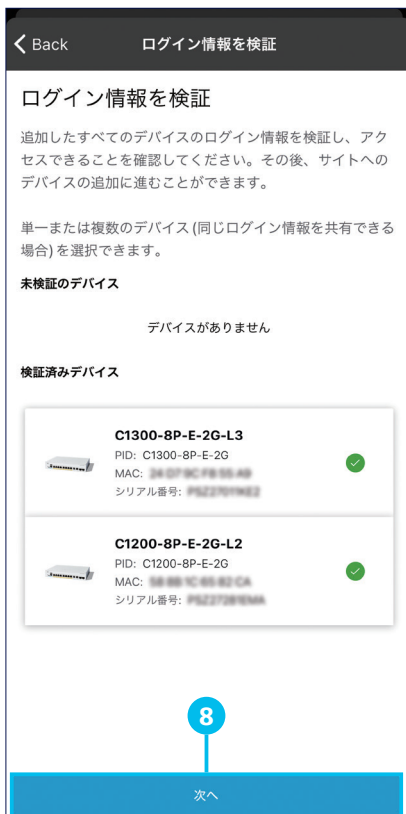 Back
ログイン情報を検証
ログイン情報を検証
追加したすべてのデバイスのログイン情報を検証し、アク
セスできることを確認してください。その後、サイトへの
デバイスの追加に進むことができます。
単一または複数のデバイス(同じログイン情報を共有できる
場合)を選択できます。
未検証のデバイス
デバイスがありません
検証済みデバイス
C1300-8P-E-2G-L3
PID: C1300-8P-E-2G
MAC:
シリアル番号:
C1200-8P-E-2G-L2
PID: C1200-8P-E-2G
MAC:
シリアル番号:
8
次へ